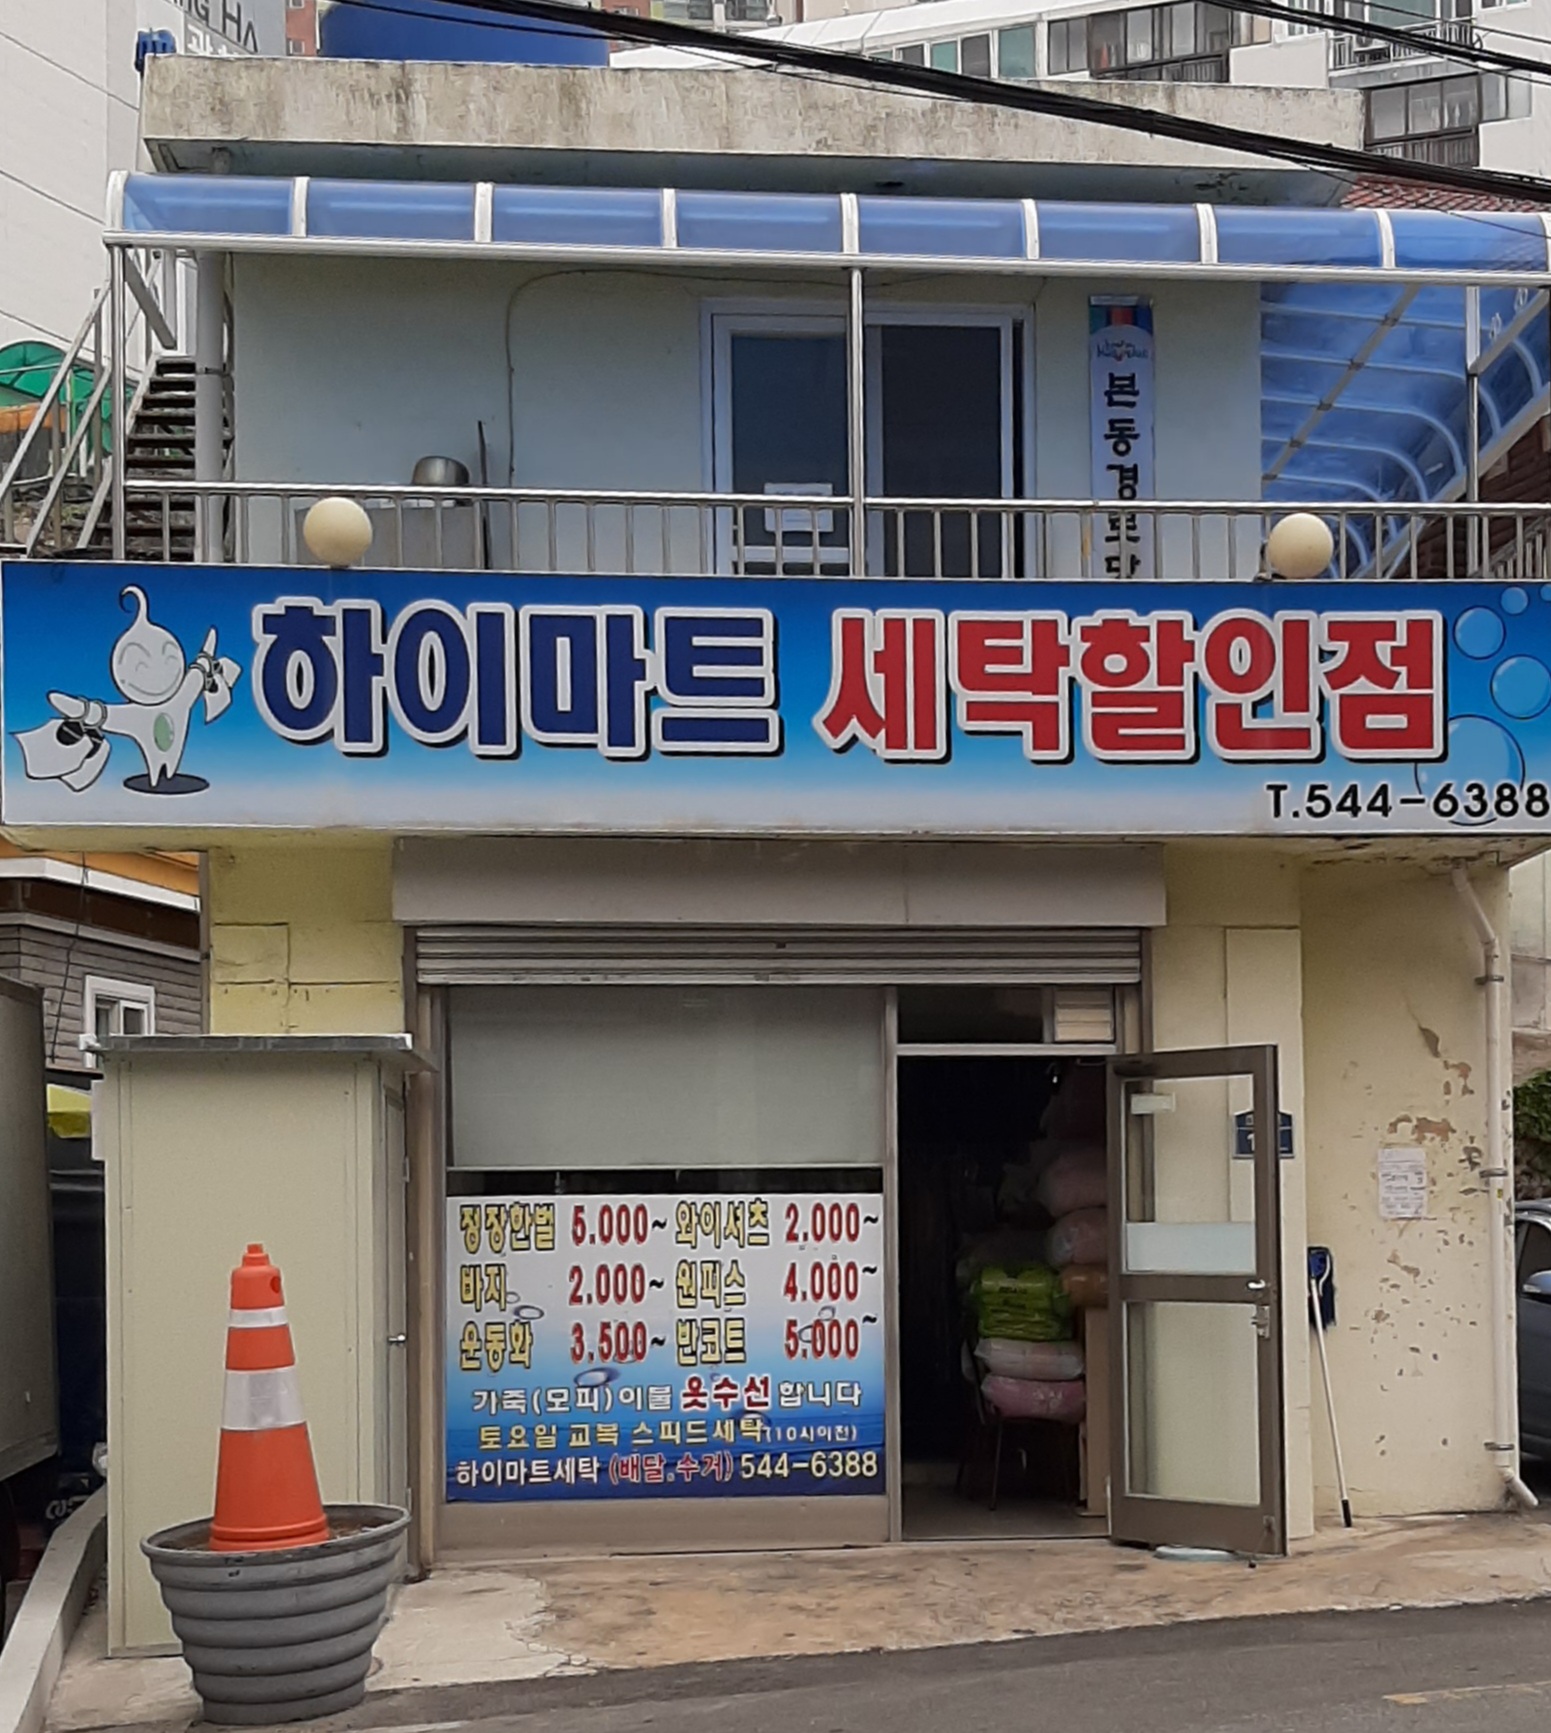 본동경로당
하이마트 세탁할인점
T.544-6388
정장한벌 5.000~ 와이셔츠 2.000~
바지 2.000~ 원피스 4.000~
운동화 3.500~ 반코트 5.000~
가죽(모피)이불 옷수선 합니다
토요일 교복 스피드세탁(10시이전)
하이마트세탁 (배달.수거) 544-6388